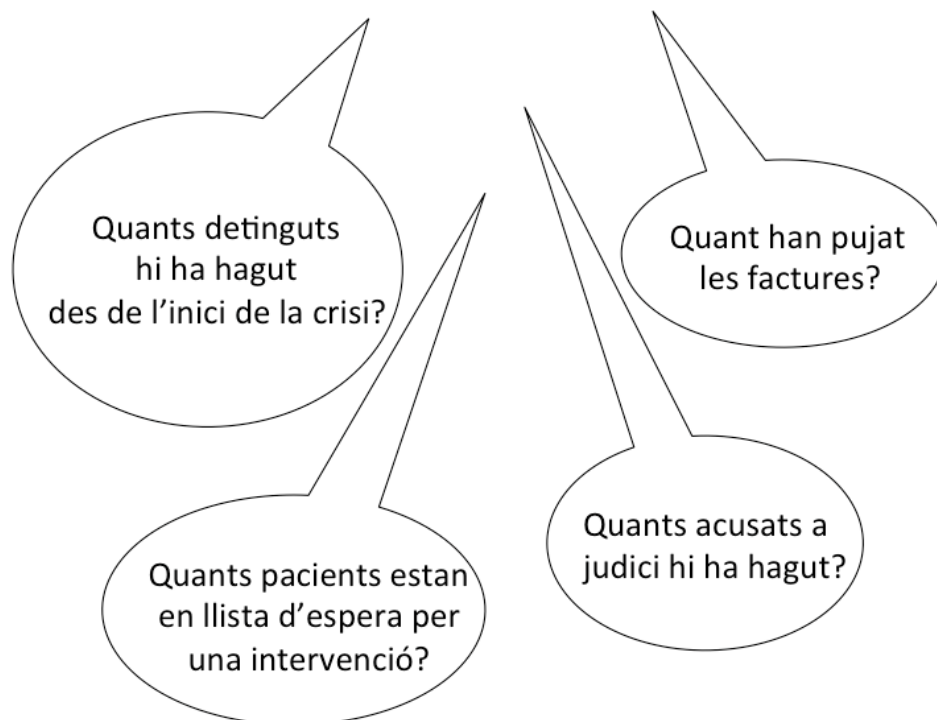 Quants detinguts
hi ha hagut
des de l'inici de la crisi?
Quant han pujat
les factures?
Quants pacients estan
en llista d'espera per
una intervenció?
Quants acusats a
judici hi ha hagut?